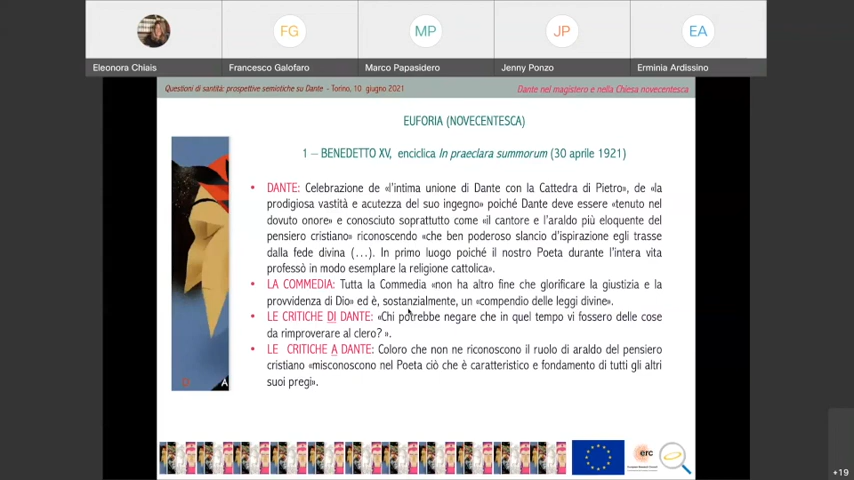 FG
MP
JP
EA
Eleonora Chiais
Francesco Galofaro
Marco Papasidero
Jenny Ponzo
Erminia Ardissino
Questioni di santità: prospettive semiotiche su Dante - Torino, 10 giugno 2021
Dante nel magistero e nella Chiesa novecentesca
EUFORIA (NOVECENTESCA)
1 – BENEDETTO XV, enciclica In praeclara summorum (30 aprile 1921)
• DANTE: Celebrazione de «l'intima unione di Dante con la Cattedra di Pietro», de «la
prodigiosa vastità e acutezza del suo ingegno» poiché Dante deve essere «tenuto nel
dovuto onore» e conosciuto soprattutto come «il cantore e l'araldo più eloquente del
pensiero cristiano» riconoscendo «che ben poderoso slancio d'ispirazione egli trasse
dalla fede divina (…). In primo luogo poiché il nostro Poeta durante l'intera vita
professò in modo esemplare la religione cattolica».
• LA COMMEDIA: Tutta la Commedia «non ha altro fine che glorificare la giustizia e la
provvidenza di Dio» ed è, sostanzialmente, un «compendio delle leggi divine».
• LE CRITICHE DI DANTE: «Chi potrebbe negare che in quel tempo vi fossero delle cose
da rimproverare al clero? ».
• LE CRITICHE A DANTE: Coloro che non ne riconoscono il ruolo di araldo del pensiero
cristiano «misconoscono nel Poeta ciò che è caratteristico e fondamento di tutti gli altri
suoi pregi».
D A
erc
+19